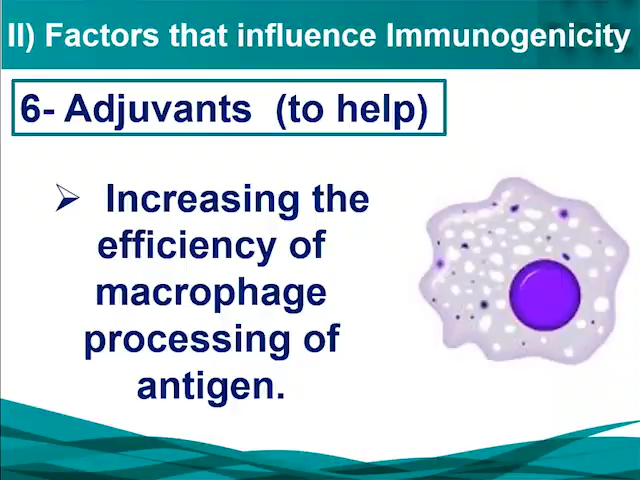 II) Factors that influence Immunogenicity
6- Adjuvants (to help)
➢ Increasing the
efficiency of
macrophage
processing of
antigen.